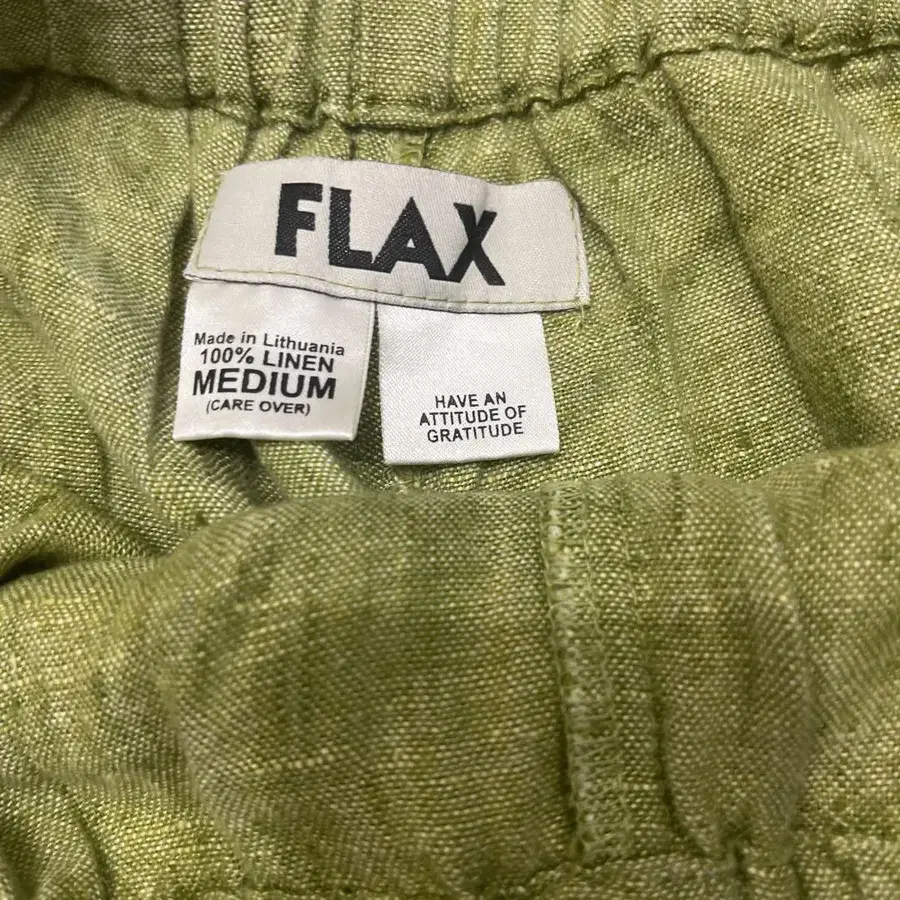 FLAX
Made in Lithuania
100% LINEN
MEDIUM
(CARE OVER)
HAVE AN
ATTITUDE OF
GRATITUDE